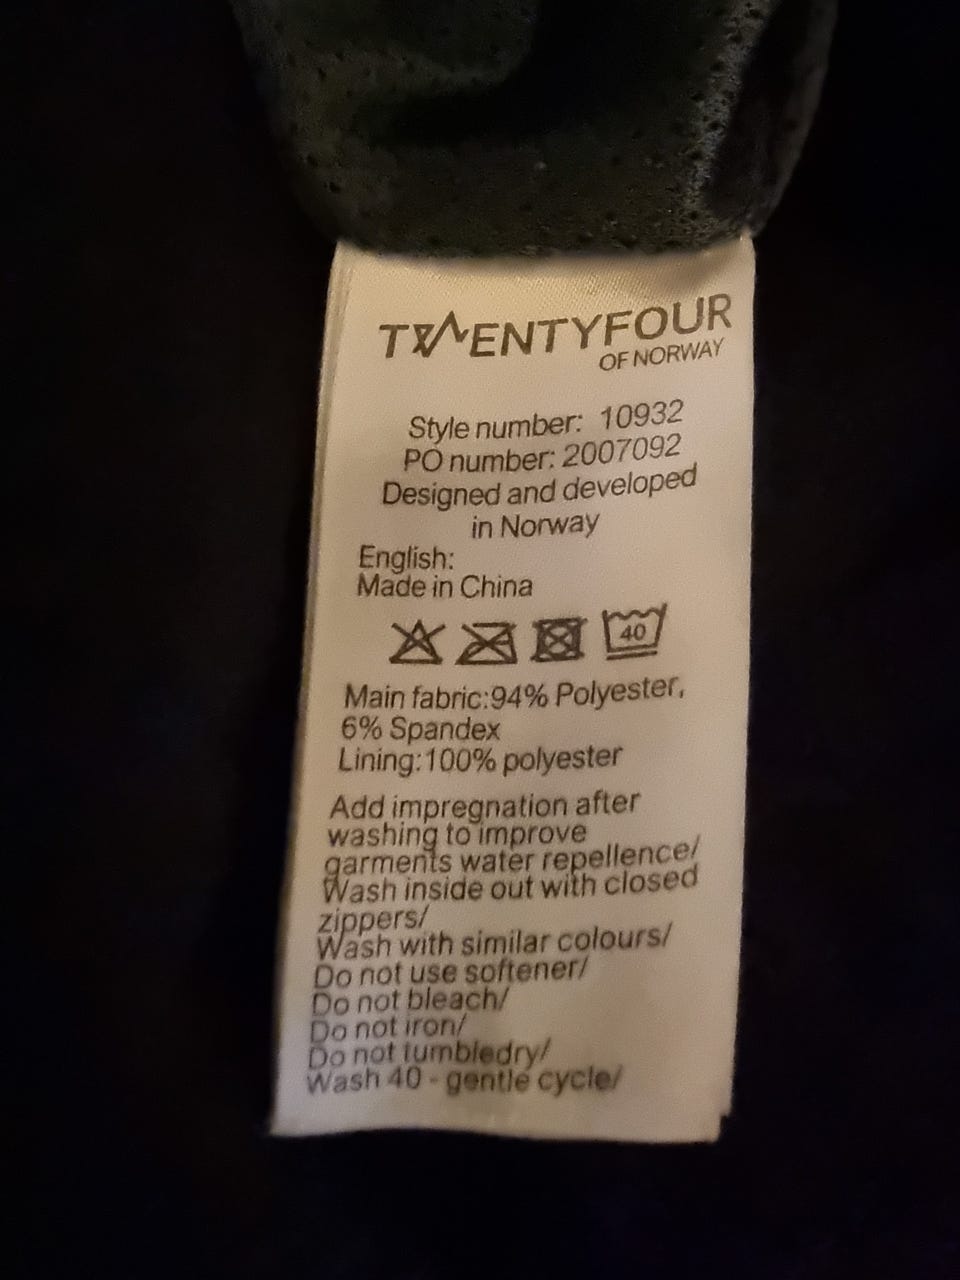 TWENTYFOUR
OF NORWAY
Style number: 10932
PO number: 2007092
Designed and developed
in Norway
English:
Made in China
40
Main fabric:94% Polyester,
6% Spandex
Lining:100% polyester
Add impregnation after
washing to improve
garments water repellence/
Wash inside out with closed
zippers/
Wash with similar colours/
Do not use softener/
Do not bleach/
Do not iron/
Do not tumbledry/
Wash 40 - gentle cycle/